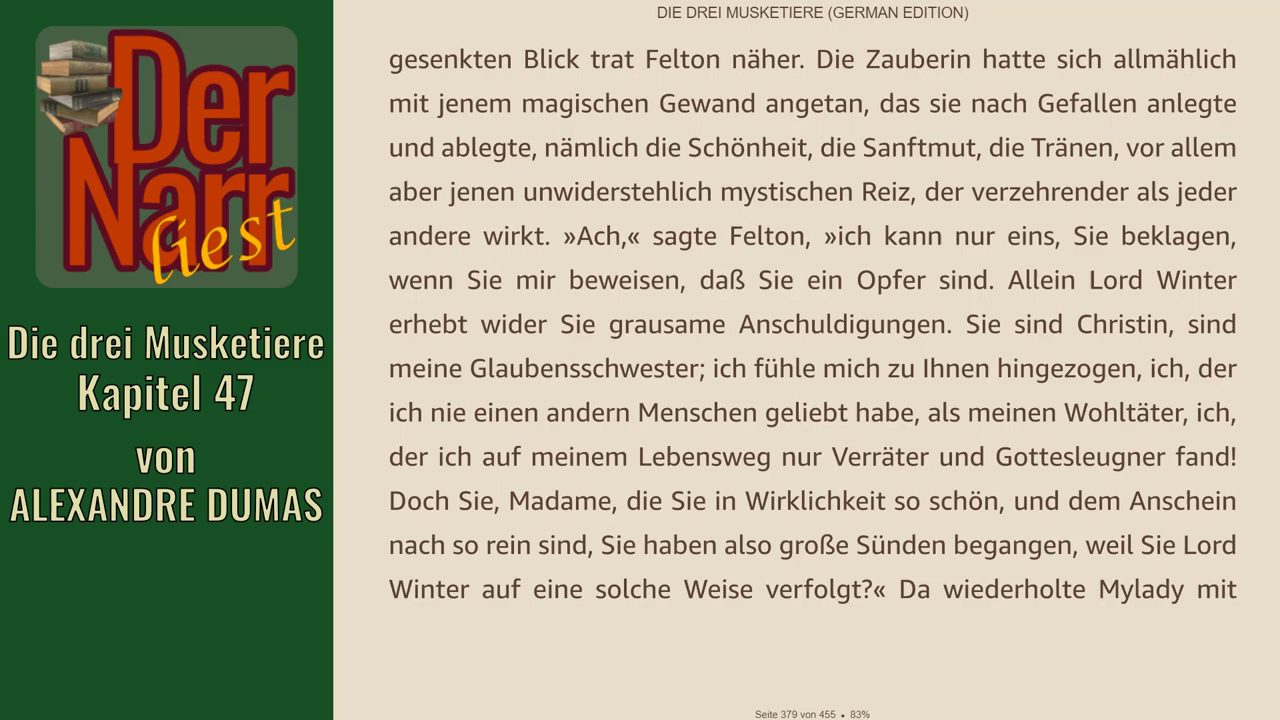 Der
Narr
liest
Die drei Musketiere
Kapitel 47
von
ALEXANDRE DUMAS
DIE DREI MUSKETIERE (GERMAN EDITION)
gesenkten Blick trat Felton näher. Die Zauberin hatte sich allmählich
mit jenem magischen Gewand angetan, das sie nach Gefallen anlegte
und ablegte, nämlich die Schönheit, die Sanftmut, die Tränen, vor allem
aber jenen unwiderstehlich mystischen Reiz, der verzehrender als jeder
andere wirkt. »Ach,« sagte Felton, »ich kann nur eins, Sie beklagen,
wenn Sie mir beweisen, daß Sie ein Opfer sind. Allein Lord Winter
erhebt wider Sie grausame Anschuldigungen. Sie sind Christin, sind
meine Glaubensschwester; ich fühle mich zu Ihnen hingezogen, ich, der
ich nie einen andern Menschen geliebt habe, als meinen Wohltäter, ich,
der ich auf meinem Lebensweg nur Verräter und Gottesleugner fand!
Doch Sie, Madame, die Sie in Wirklichkeit so schön, und dem Anschein
nach so rein sind, Sie haben also große Sünden begangen, weil Sie Lord
Winter auf eine solche Weise verfolgt?« Da wiederholte Mylady mit
Seite 379 von 455 • 83%